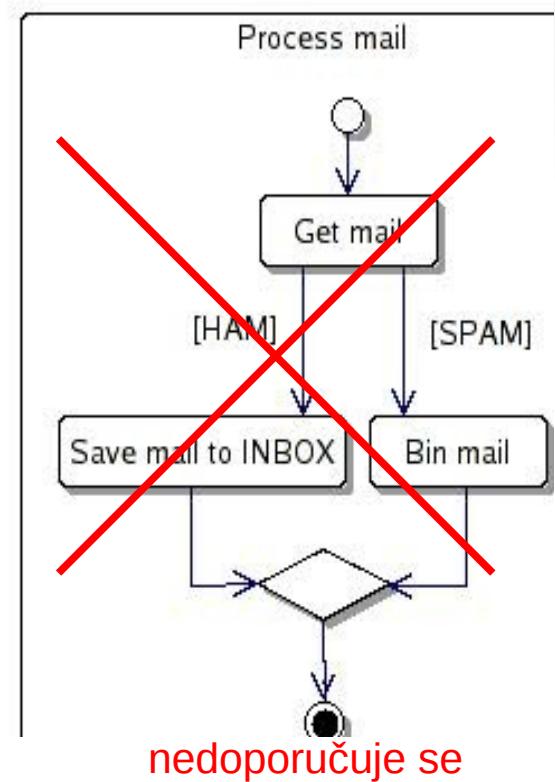 Process mail
Get mail
[HAM]
[SPAM]
Save mail to INBOX
Bin mail
nedoporučuje se